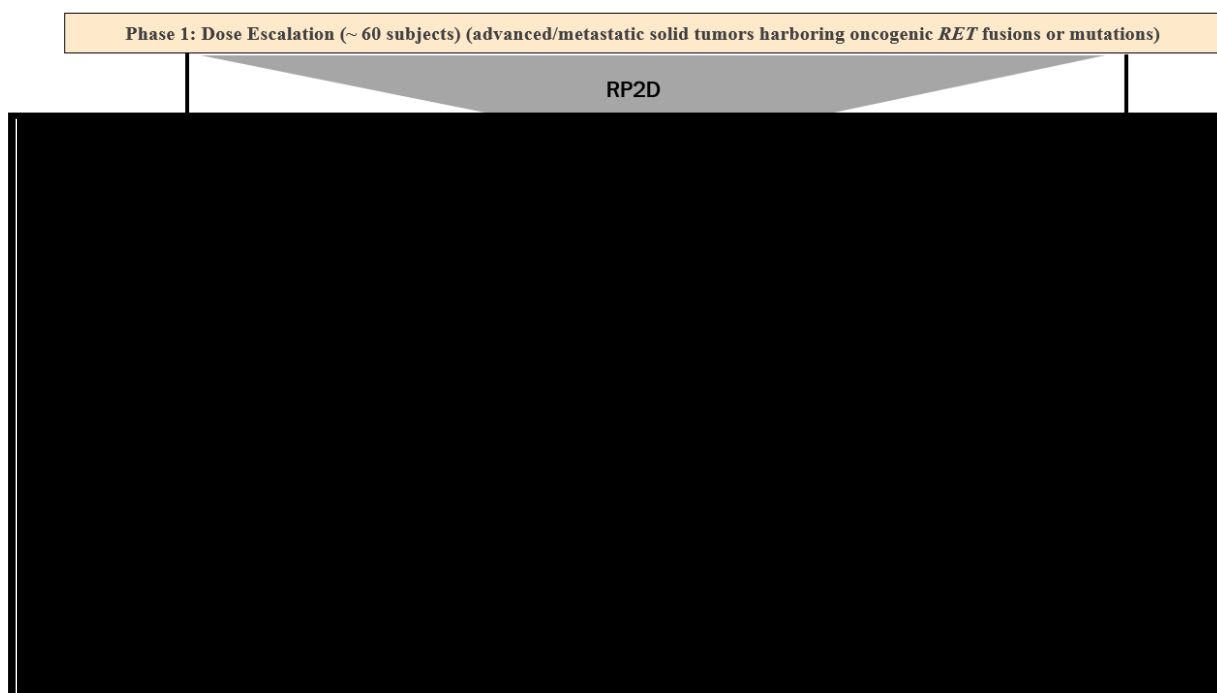 Phase 1: Dose Escalation (~ 60 subjects) (advanced/metastatic solid tumors harboring oncogenic RET fusions or mutations)
RP2D